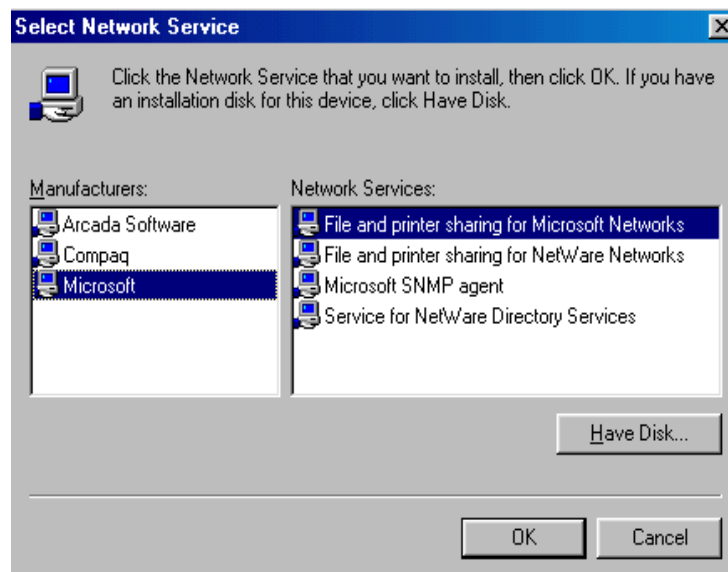 Select Network Service
Click the Network Service that you want to install, then click OK. If you have
an installation disk for this device, click Have Disk.
Manufacturers:
Arcada Software
Compaq
Microsoft
Network Services:
File and printer sharing for Microsoft Networks
File and printer sharing for NetWare Networks
Microsoft SNMP agent
Service for NetWare Directory Services
Have Disk...
OK
Cancel